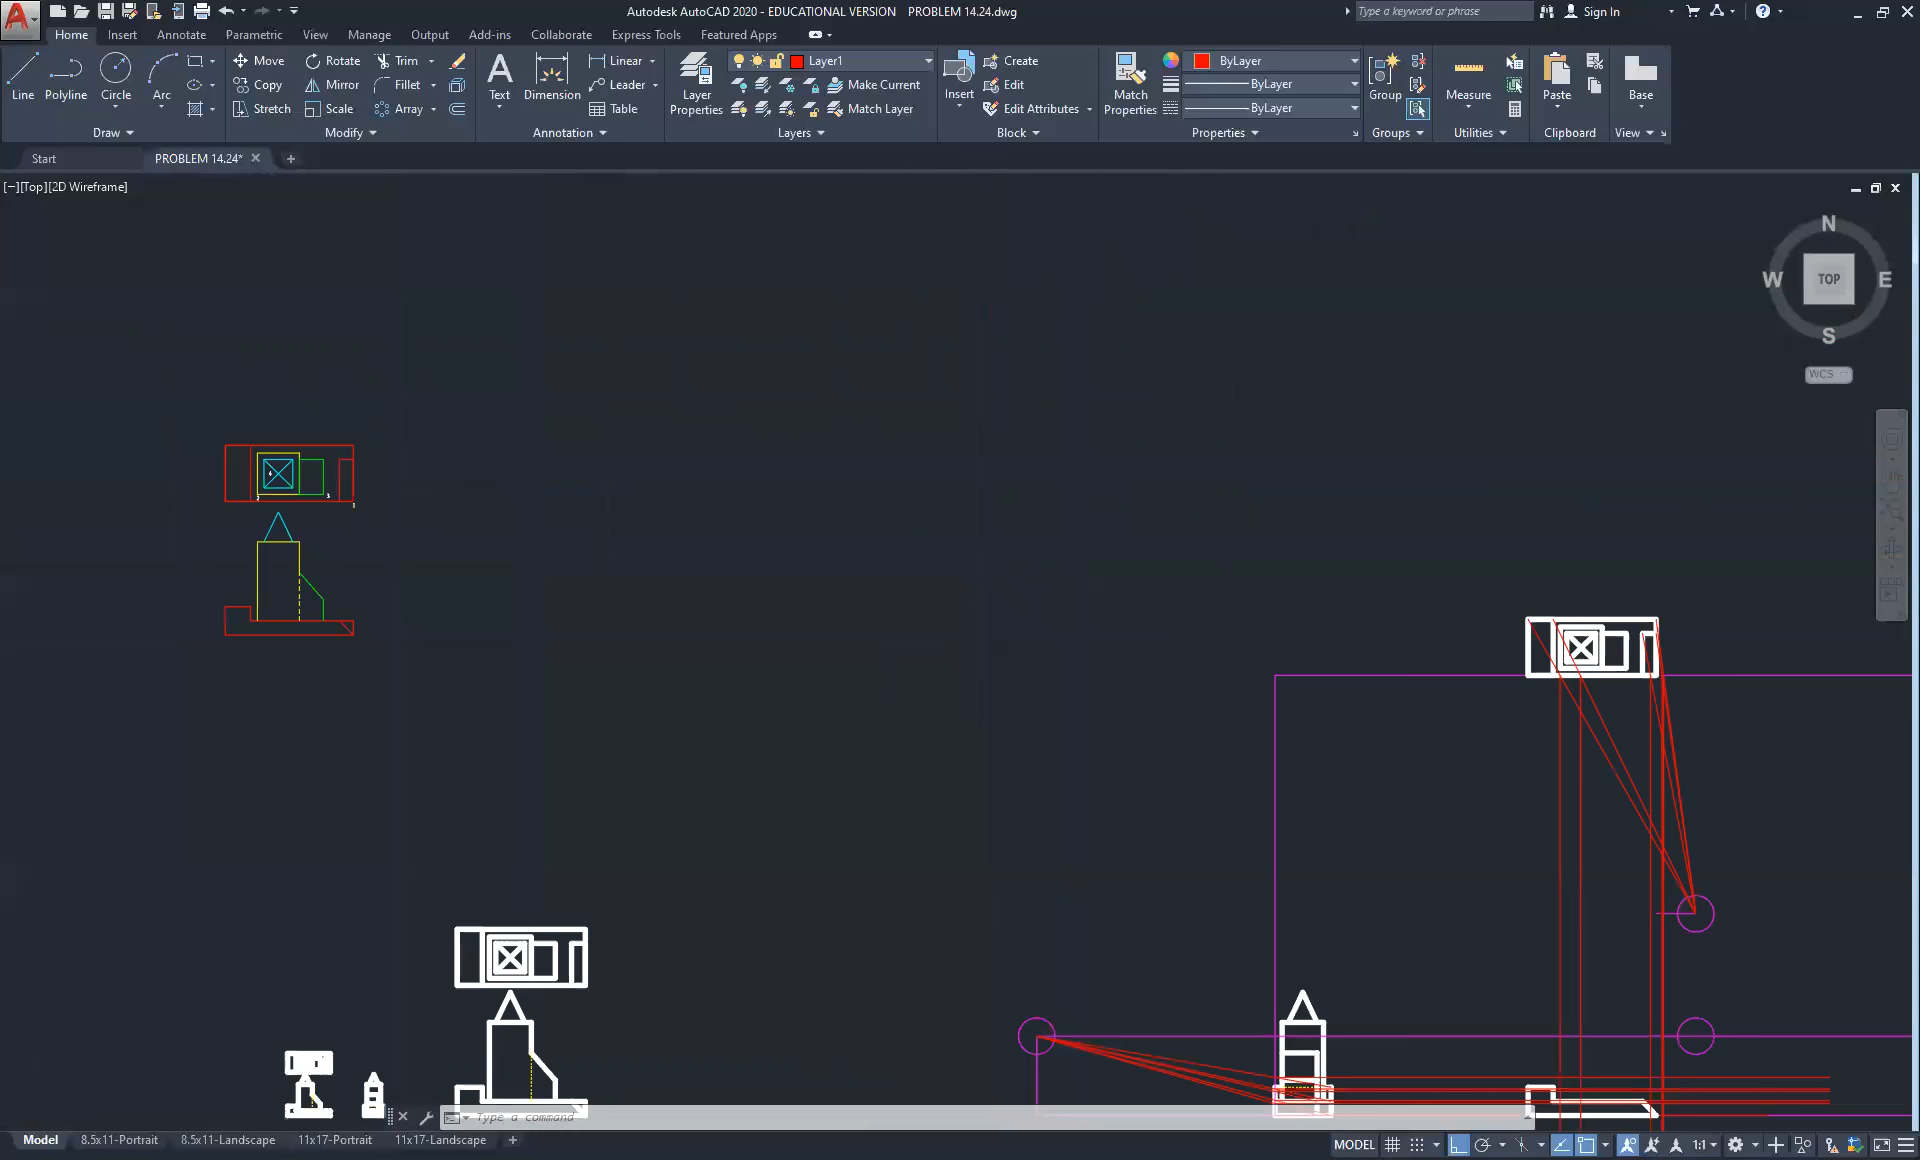 Autodesk AutoCAD 2020 - EDUCATIONAL VERSION PROBLEM 14.24.dwg
Type a keyword or phrase
Sign In
Home Insert Annotate Parametric View Manage Output Add-ins Collaborate Express Tools Featured Apps
Line Polyline Circle Arc
Move Rotate Trim
Copy Mirror Fillet
Stretch Scale Array
Text Dimension
Linear
Leader
Table
Layer Properties
Layer1
Make Current
Match Layer
Insert
Create
Edit
Edit Attributes
Match Properties
ByLayer
ByLayer
ByLayer
Group
Measure
Paste
Base
Draw Modify Annotation Layers Block Properties Groups Utilities Clipboard View
Start PROBLEM 14.24*
[−][Top][2D Wireframe]
N
W TOP E
S
WCS
4
2 3
1
Type a command
Model 8.5x11-Portrait 8.5x11-Landscape 11x17-Portrait 11x17-Landscape
MODEL 1:1